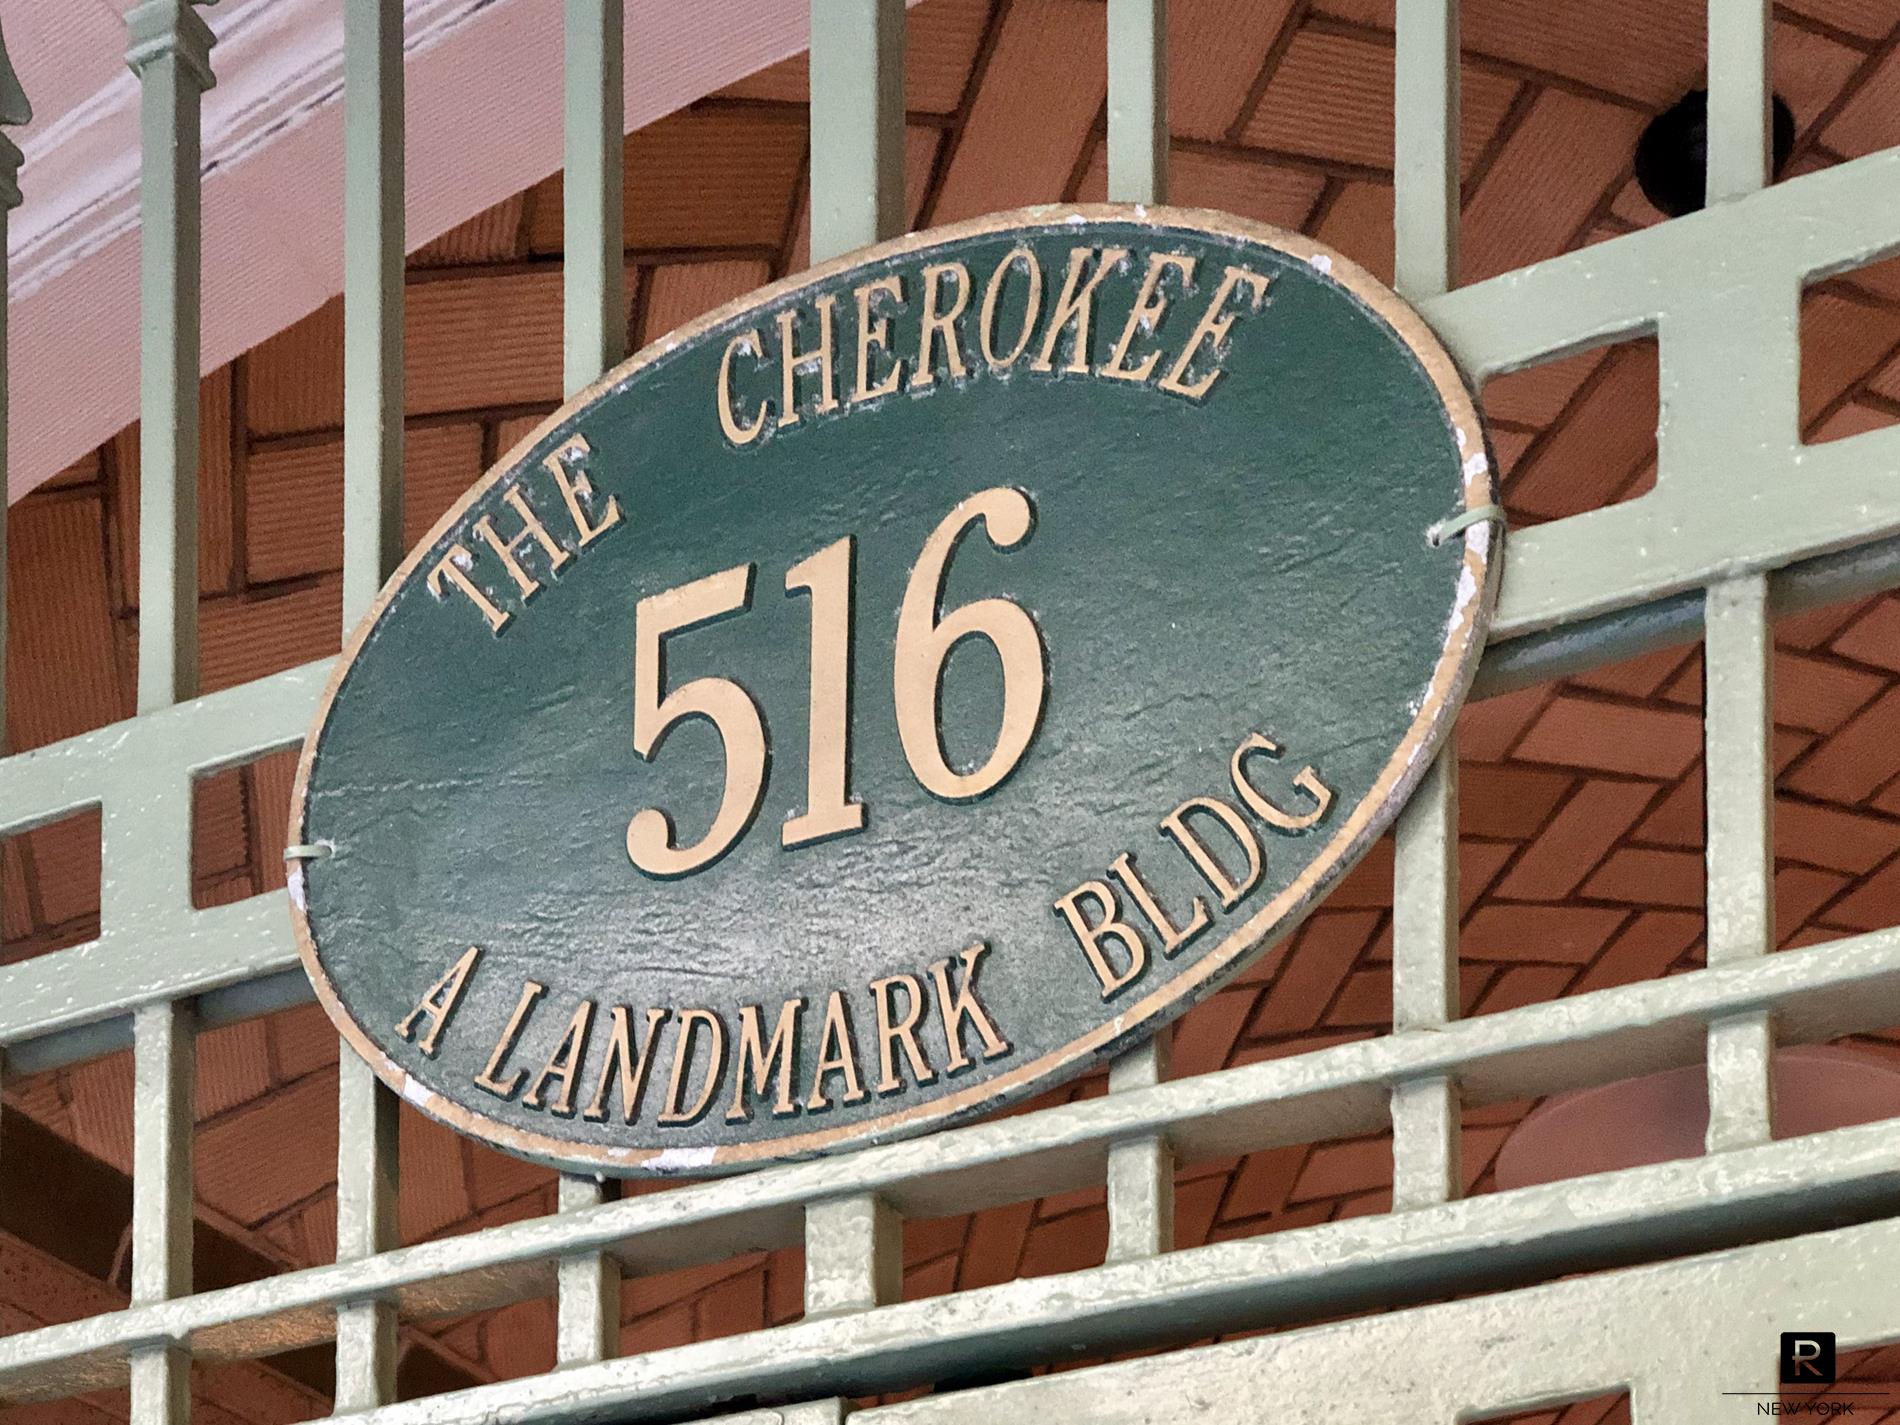 THE CHEROKEE
516
A LANDMARK BLDG
R
NEW YORK